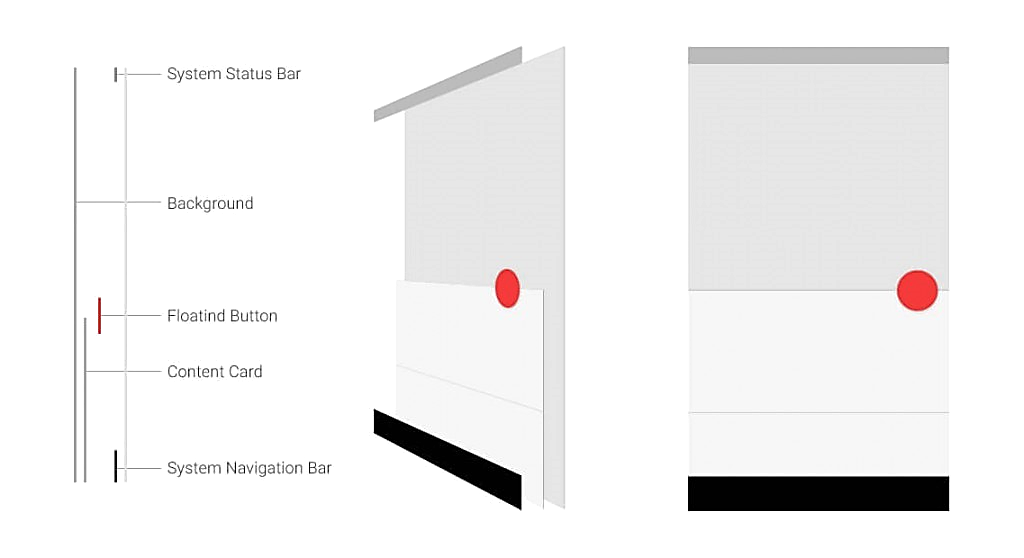 System Status Bar
Background
Floatind Button
Content Card
System Navigation Bar